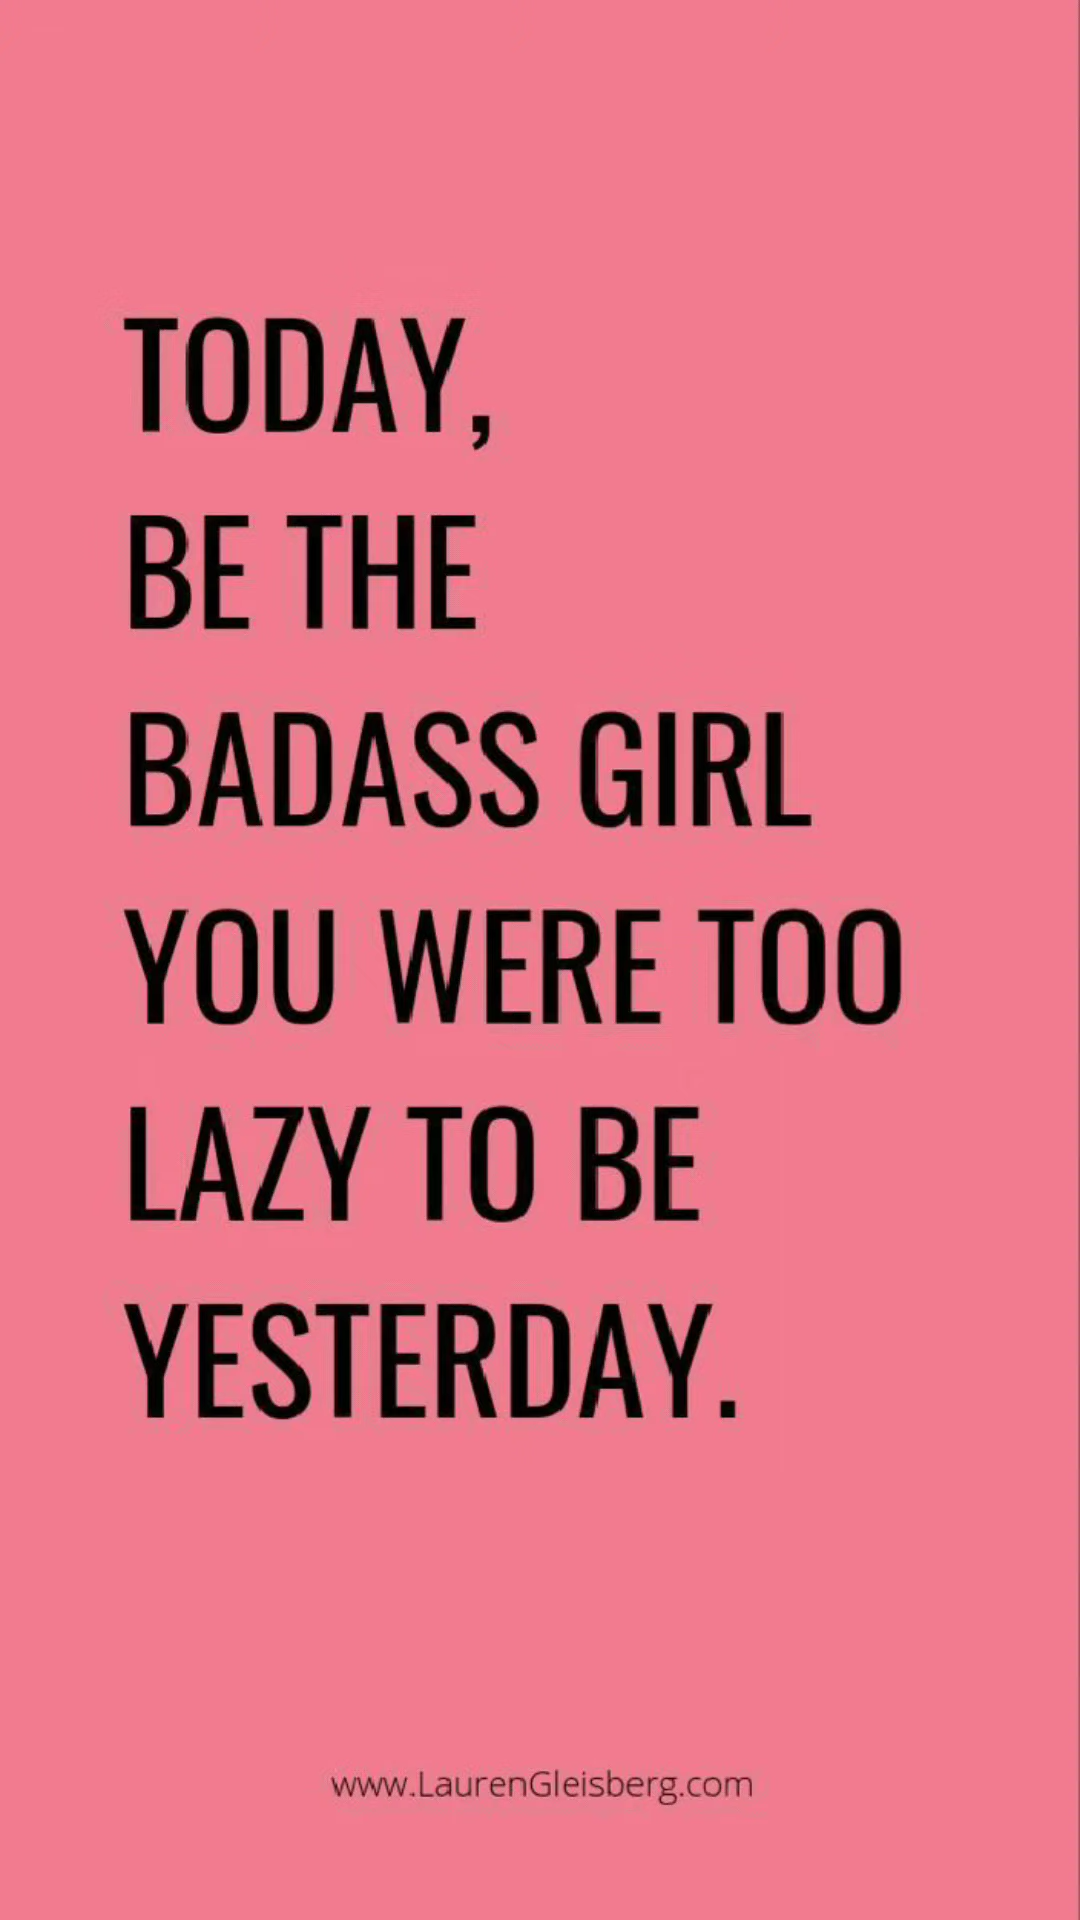 TODAY,
BE THE
BADASS GIRL
YOU WERE TOO
LAZY TO BE
YESTERDAY.
www.LaurenGleisberg.com